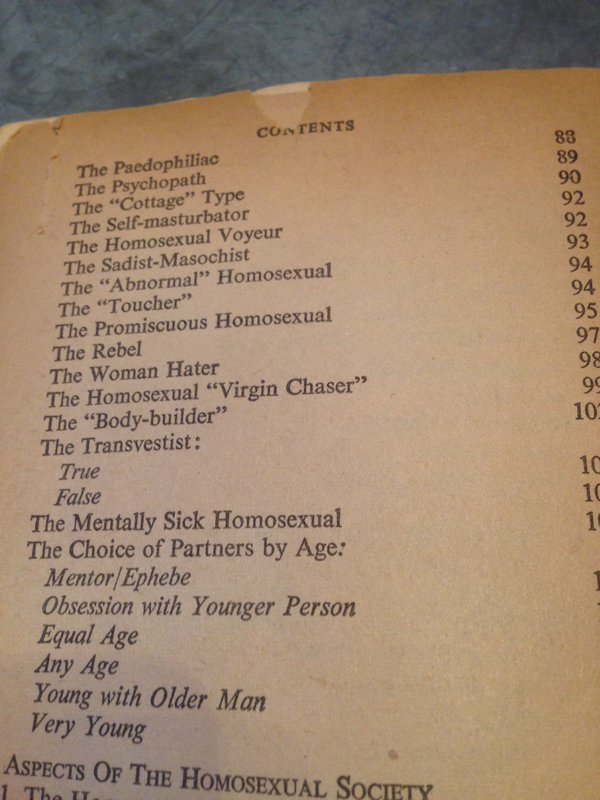 CONTENTS
The Paedophiliac 88
The Psychopath 89
The "Cottage" Type 90
The Self-masturbator 92
The Homosexual Voyeur 92
The Sadist-Masochist 93
The "Abnormal" Homosexual 94
The "Toucher" 94
The Promiscuous Homosexual 95
The Rebel 97
The Woman Hater 98
The Homosexual "Virgin Chaser" 99
The "Body-builder"
The Transvestist:
True
False
The Mentally Sick Homosexual
The Choice of Partners by Age:
Mentor/Ephebe
Obsession with Younger Person
Equal Age
Any Age
Young with Older Man
Very Young
ASPECTS OF THE HOMOSEXUAL SOCIETY
1 The